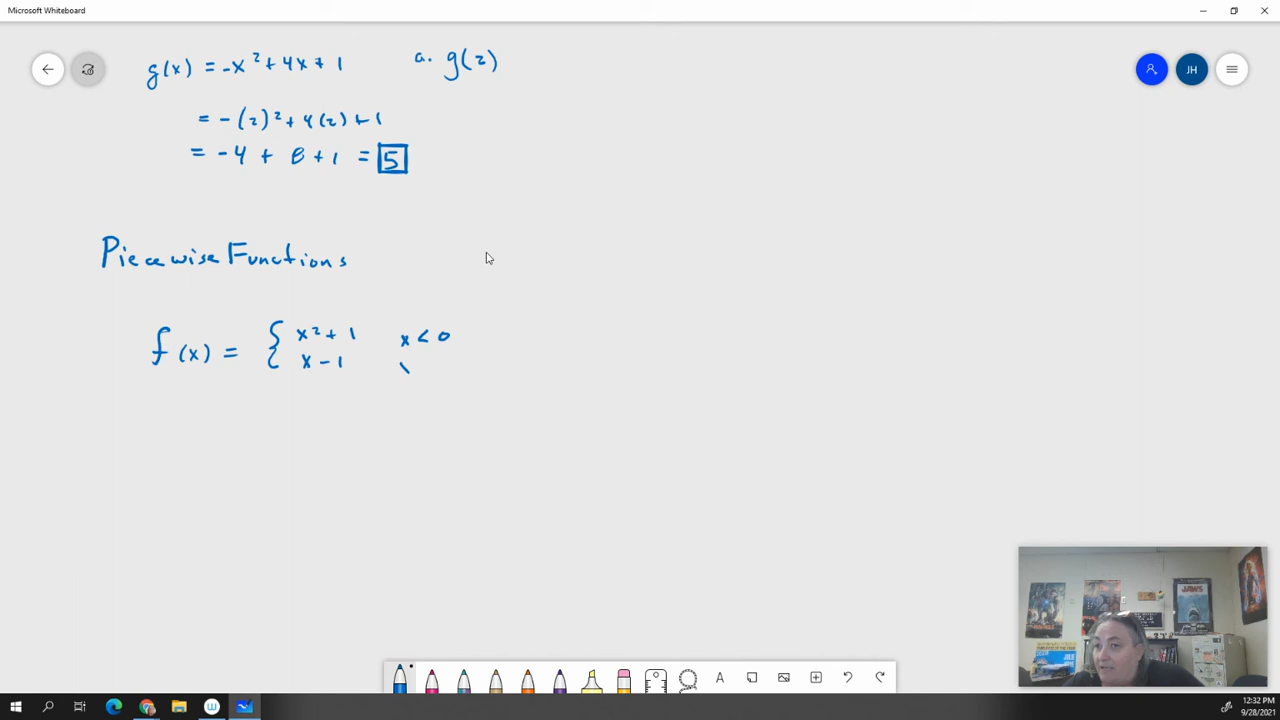 Microsoft Whiteboard
g(x) = -x² + 4x + 1 a. g(2)
JH
= -(2)² + 4(2) + 1
= -4 + 8 + 1 = 5
Piecewise Functions
f(x) = { x² + 1 x < 0
x - 1
JAWS
A
12:32 PM
9/28/2021